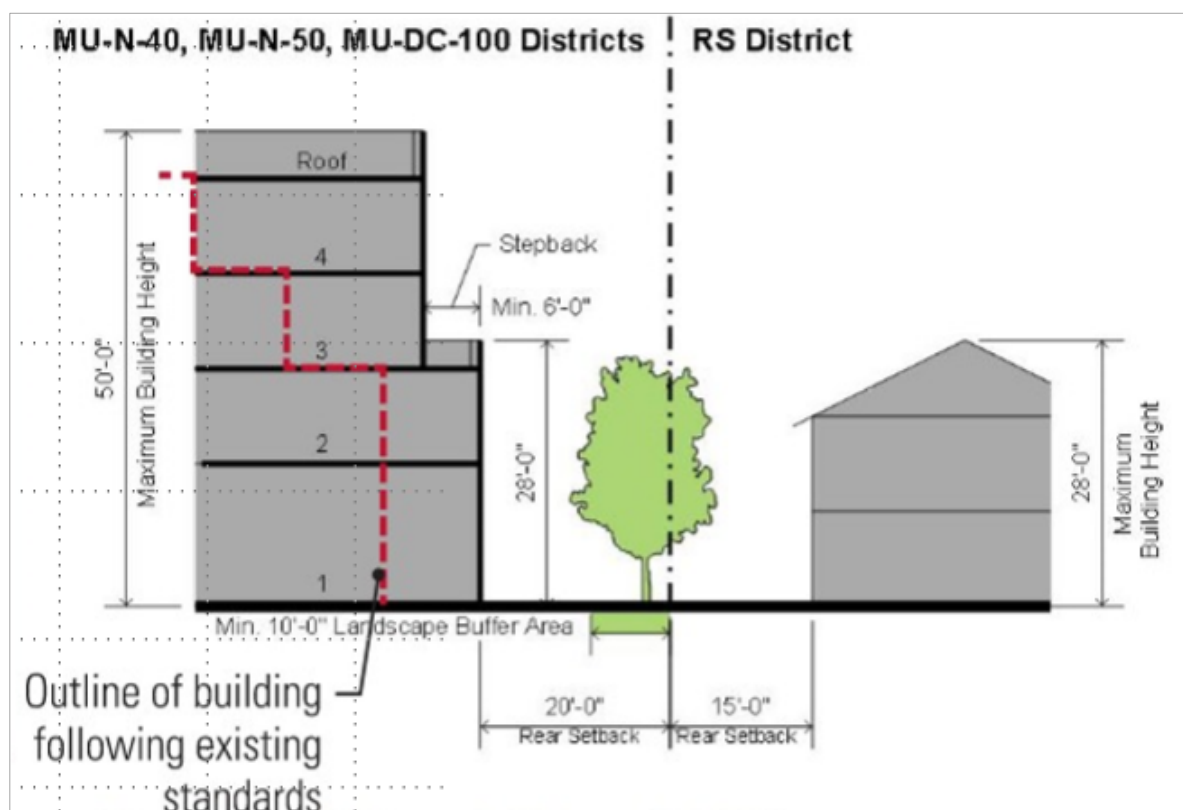 MU-N-40, MU-N-50, MU-DC-100 Districts
RS District
Roof
4
3
2
1
50'-0"
Maximum Building Height
Stepback
Min. 6'-0"
28'-0"
28'-0"
Maximum
Building Height
Min. 10'-0" Landscape Buffer Area
20'-0"
Rear Setback
15'-0"
Rear Setback
Outline of building
following existing
standards